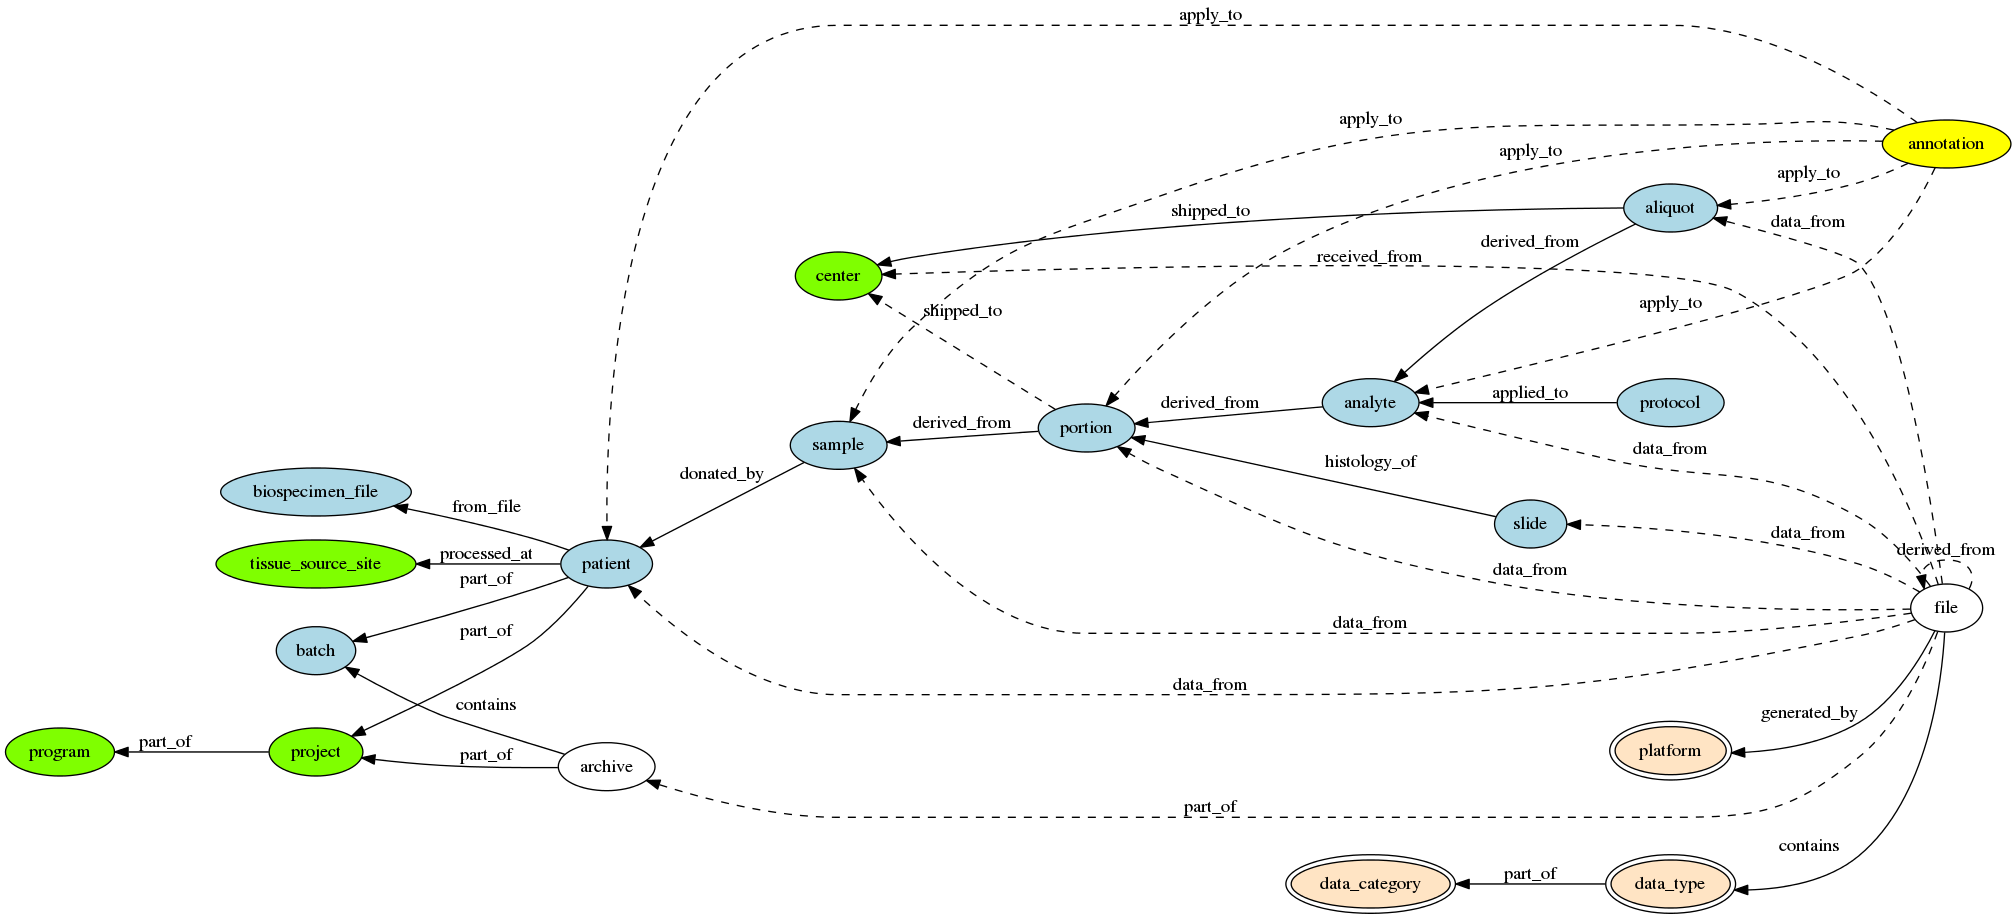 apply_to
apply_to
annotation
apply_to
apply_to
aliquot
shipped_to
data_from
derived_from
received_from
center
shipped_to
apply_to
applied_to
analyte
protocol
derived_from
derived_from
portion
sample
data_from
histology_of
donated_by
biospecimen_file
from_file
slide
data_from
derived_from
processed_at
tissue_source_site
patient
data_from
part_of
file
data_from
part_of
batch
data_from
contains
generated_by
part_of
program
project
part_of
archive
platform
part_of
contains
data_category
part_of
data_type